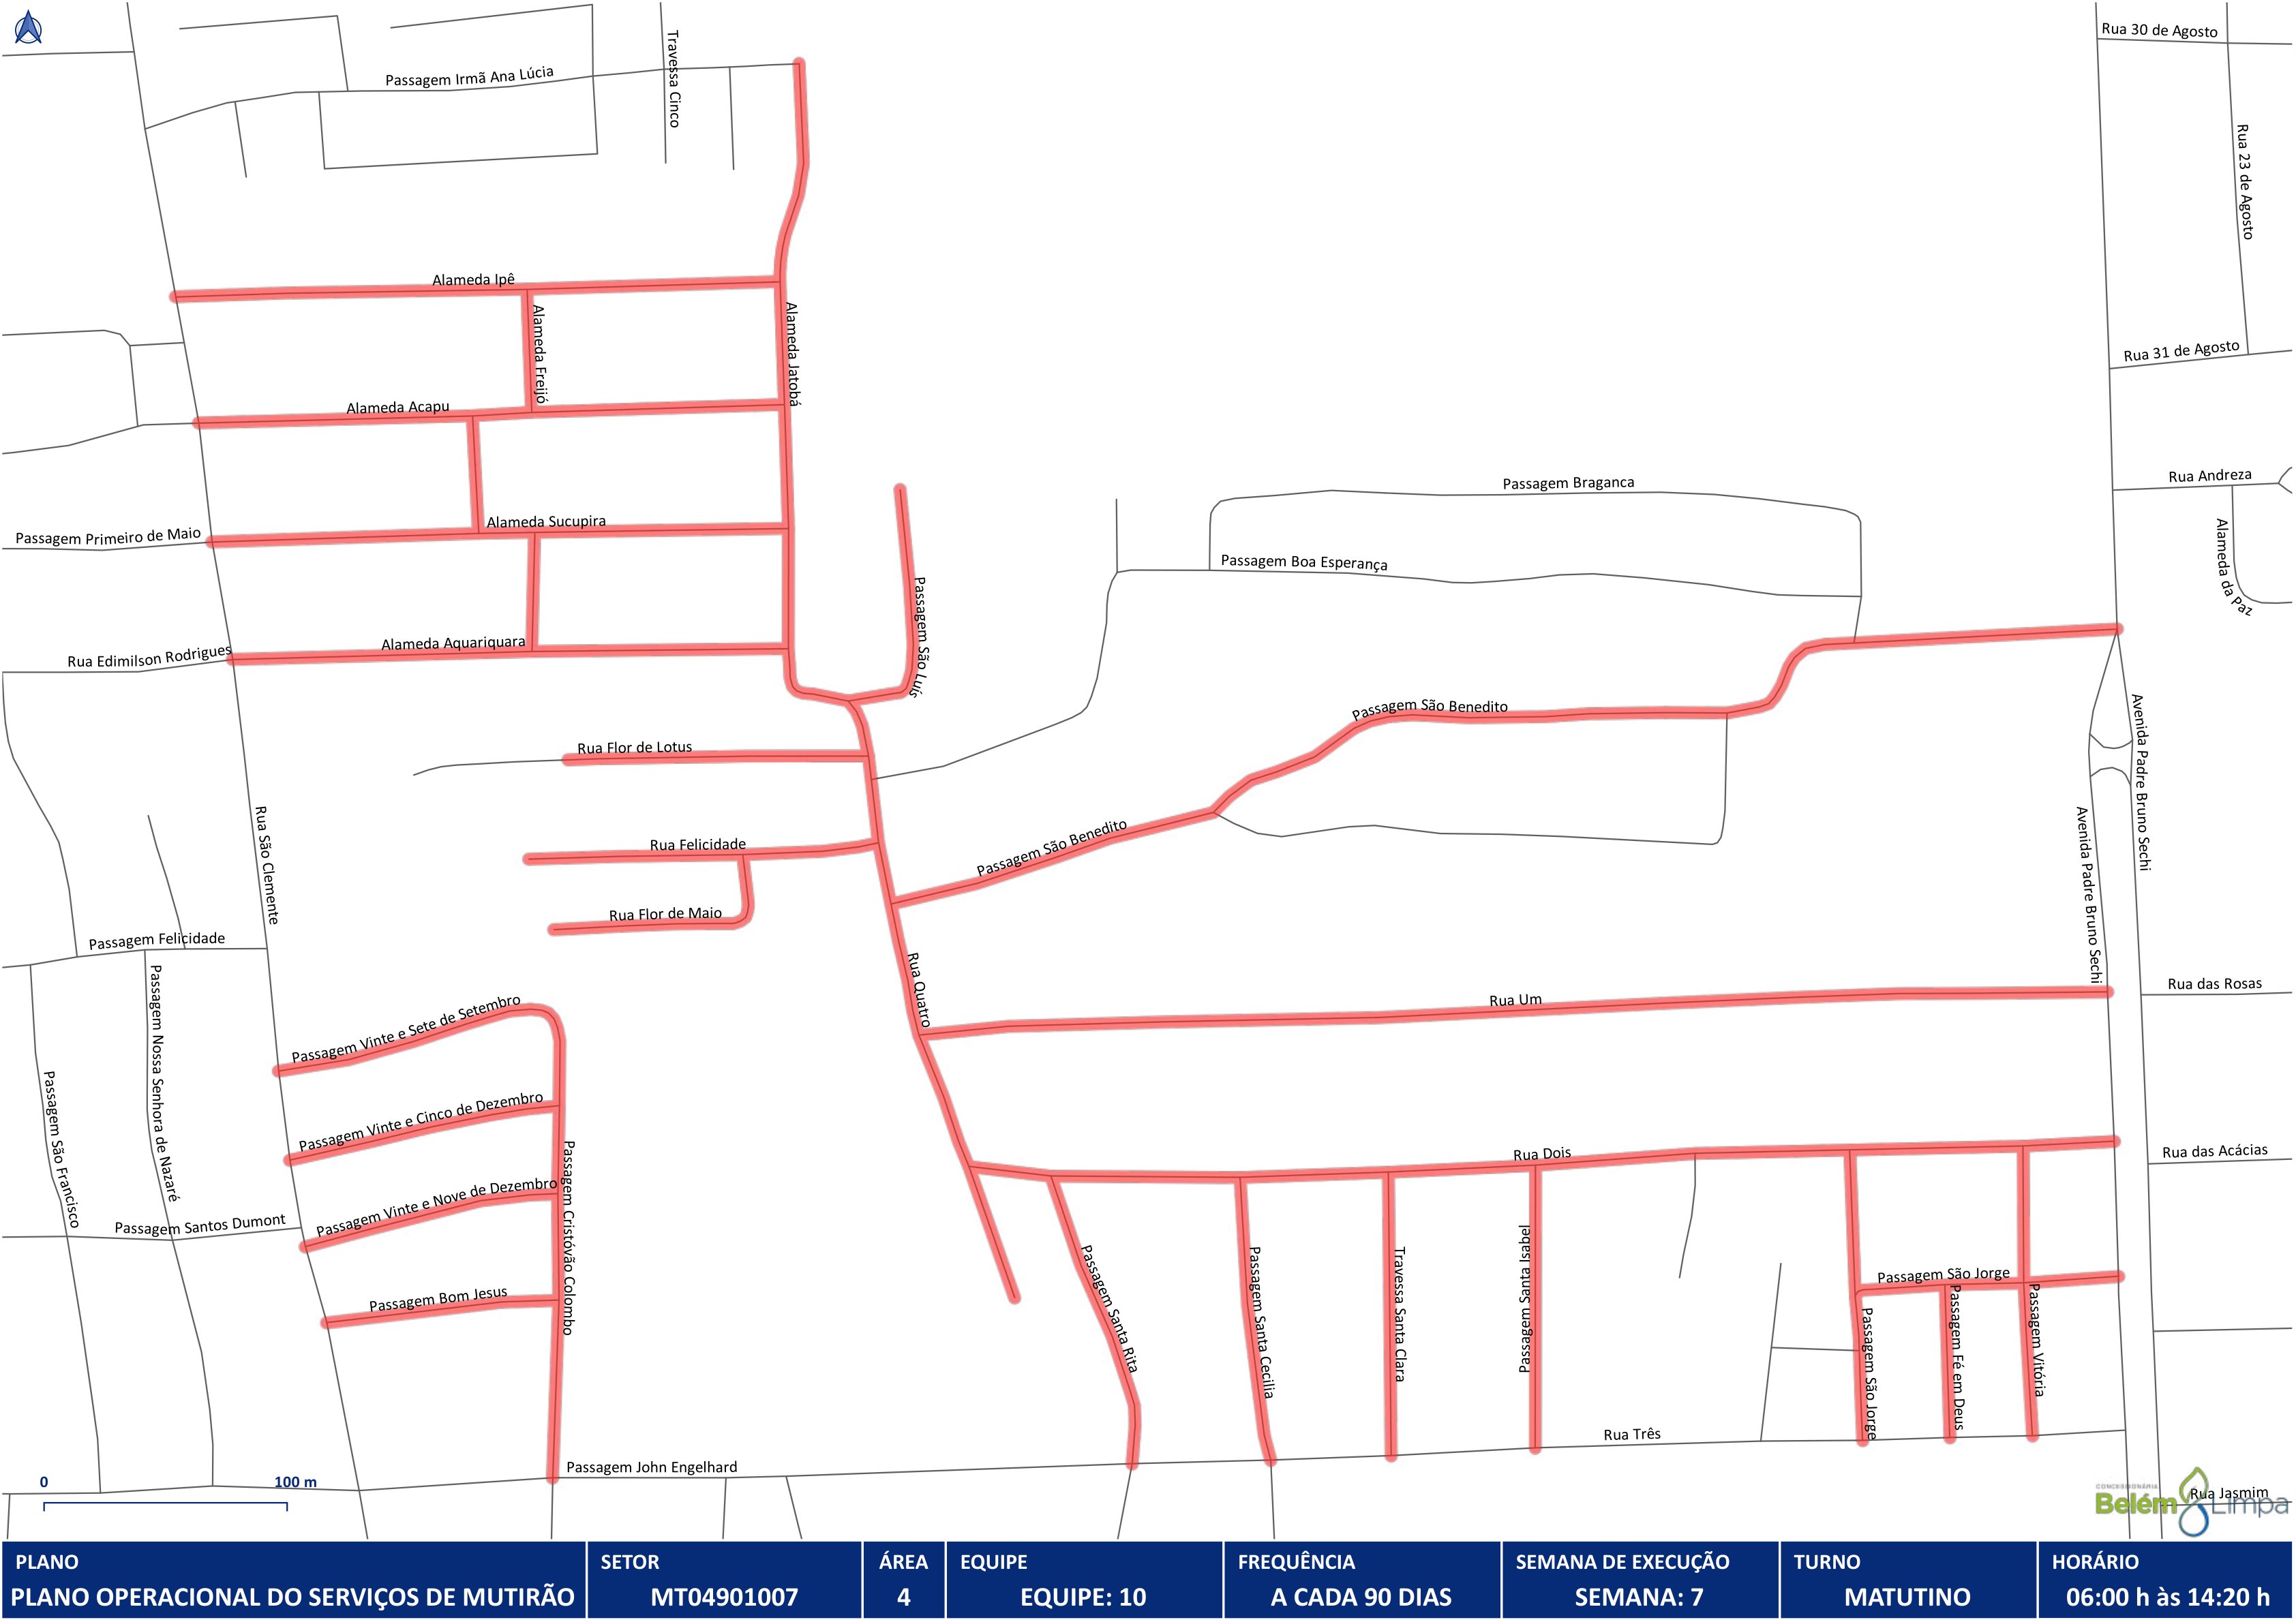 Rua 30 de Agosto
Travessa Cinco
Passagem Irmã Ana Lúcia
Rua 23 de Agosto
Alameda Ipê
Alameda Freijó
Alameda Jatobá
Rua 31 de Agosto
Alameda Acapu
Rua Andreza
Passagem Braganca
Alameda Sucupira
Passagem Primeiro de Maio
Alameda da Paz
Passagem Boa Esperança
Passagem São Luís
Alameda Aquariquara
Rua Edimilson Rodrigues
Passagem São Benedito
Avenida Padre Bruno Sechi
Rua Flor de Lotus
Rua São Clemente
Avenida Padre Bruno Sechi
Passagem São Benedito
Rua Felicidade
Rua Flor de Maio
Passagem Felicidade
Rua Quatro
Passagem Nossa Senhora de Nazaré
Rua das Rosas
Rua Um
Passagem Vinte e Sete de Setembro
Passagem São Francisco
Passagem Vinte e Cinco de Dezembro
Passagem Cristóvão Colombo
Rua Dois
Rua das Acácias
Passagem Vinte e Nove de Dezembro
Passagem Santos Dumont
Passagem Santa Rita
Passagem Santa Cecilia
Travessa Santa Clara
Passagem Santa Isabel
Passagem São Jorge
Passagem Bom Jesus
Passagem São Jorge
Passagem Fé em Deus
Passagem Vitória
Rua Três
Passagem John Engelhard
0 100 m
CONCESSIONÁRIA
Belém Limpa
Rua Jasmim
PLANO
PLANO OPERACIONAL DO SERVIÇOS DE MUTIRÃO
SETOR
MT04901007
ÁREA
4
EQUIPE
EQUIPE: 10
FREQUÊNCIA
A CADA 90 DIAS
SEMANA DE EXECUÇÃO
SEMANA: 7
TURNO
MATUTINO
HORÁRIO
06:00 h às 14:20 h